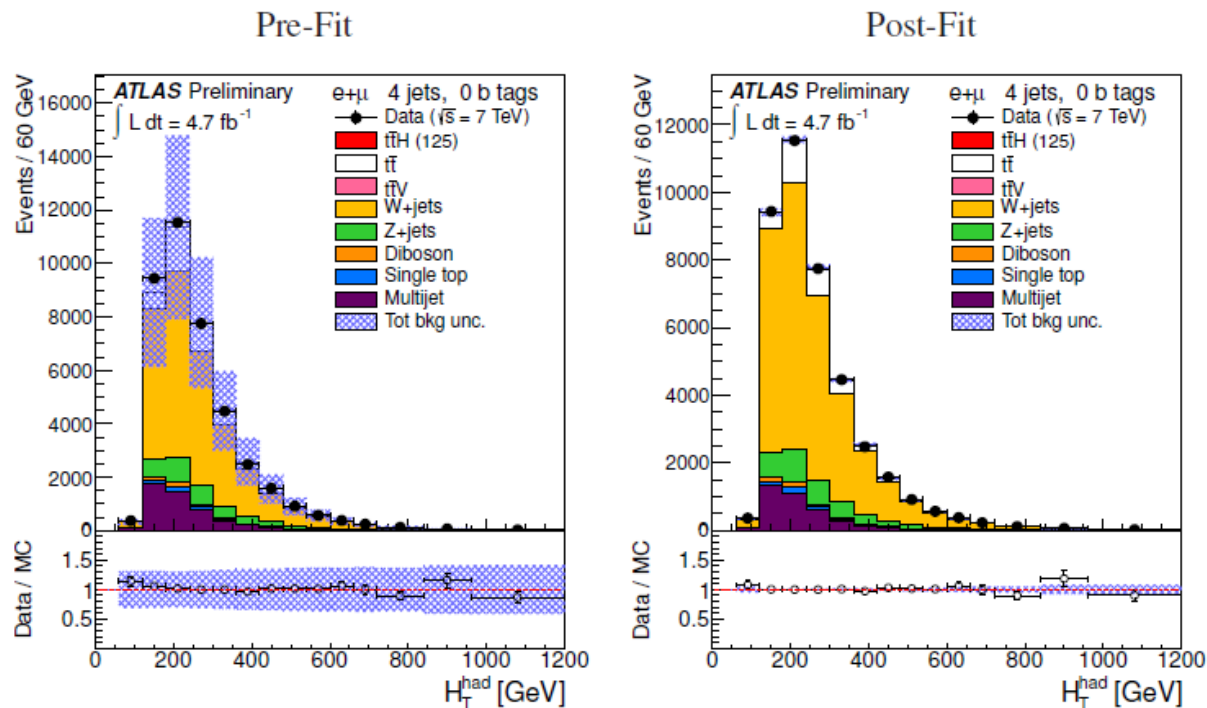 Pre-Fit
Events / 60 GeV
16000
14000
12000
10000
8000
6000
4000
2000
0
ATLAS Preliminary
∫ L dt = 4.7 fb⁻¹
e+μ 4 jets, 0 b tags
Data (√s = 7 TeV)
tt̄H (125)
tt̄
tt̄V
W+jets
Z+jets
Diboson
Single top
Multijet
Tot bkg unc.
Data / MC
1.5
1
0.5
0 200 400 600 800 1000 1200
H_T^had [GeV]
Post-Fit
Events / 60 GeV
12000
10000
8000
6000
4000
2000
0
ATLAS Preliminary
∫ L dt = 4.7 fb⁻¹
e+μ 4 jets, 0 b tags
Data (√s = 7 TeV)
tt̄H (125)
tt̄
tt̄V
W+jets
Z+jets
Diboson
Single top
Multijet
Tot bkg unc.
Data / MC
1.5
1
0.5
0 200 400 600 800 1000 1200
H_T^had [GeV]